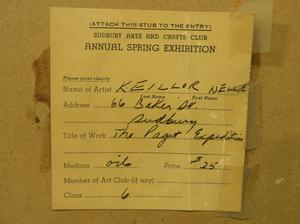 (ATTACH THIS STUB TO THE ENTRY)
SUDBURY ARTS AND CRAFTS CLUB
ANNUAL SPRING EXHIBITION
Please print clearly
Name of Artist KEILLOR NELLIE
Last Name First Name
Address 66 Baker St.
Sudbury
Title of Work The Paget Expedition
Medium oils Price $25
Member of Art Club (if any)
Class 6